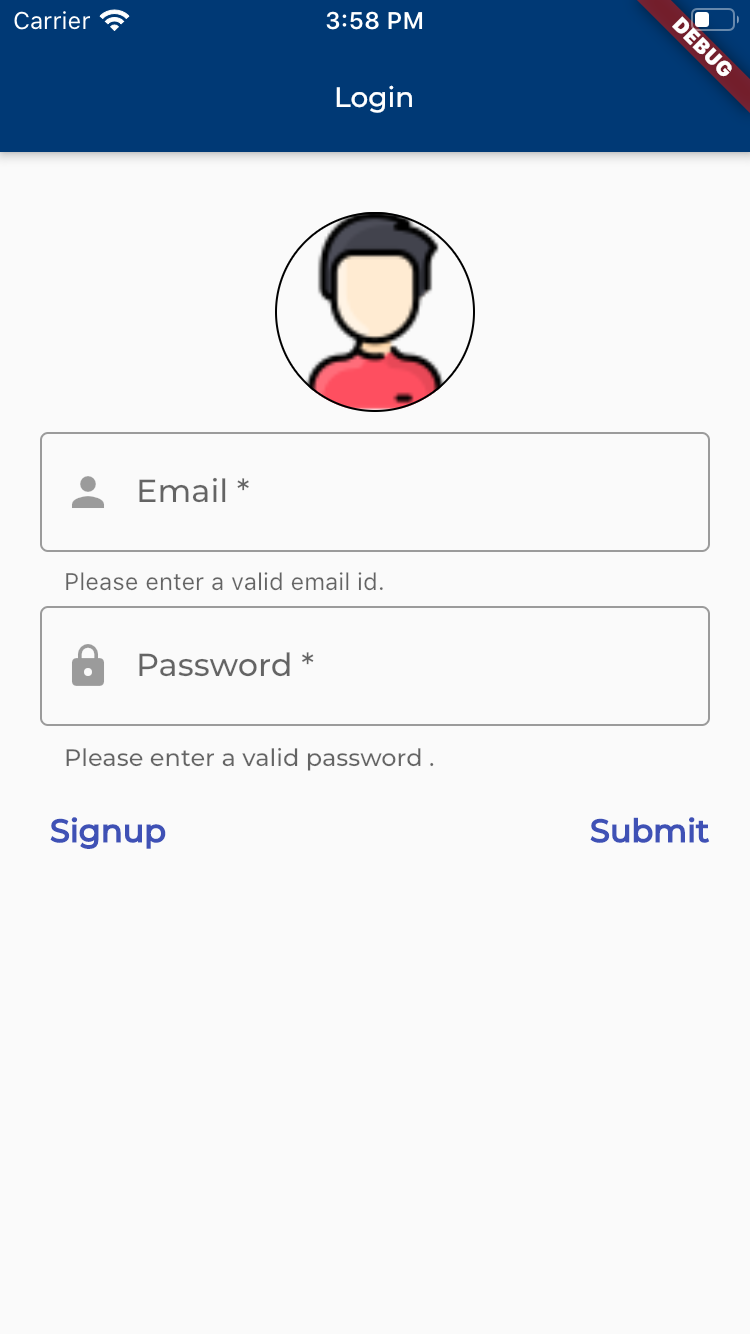 Carrier 3:58 PM
DEBUG
Login
Email *
Please enter a valid email id.
Password *
Please enter a valid password .
Signup Submit